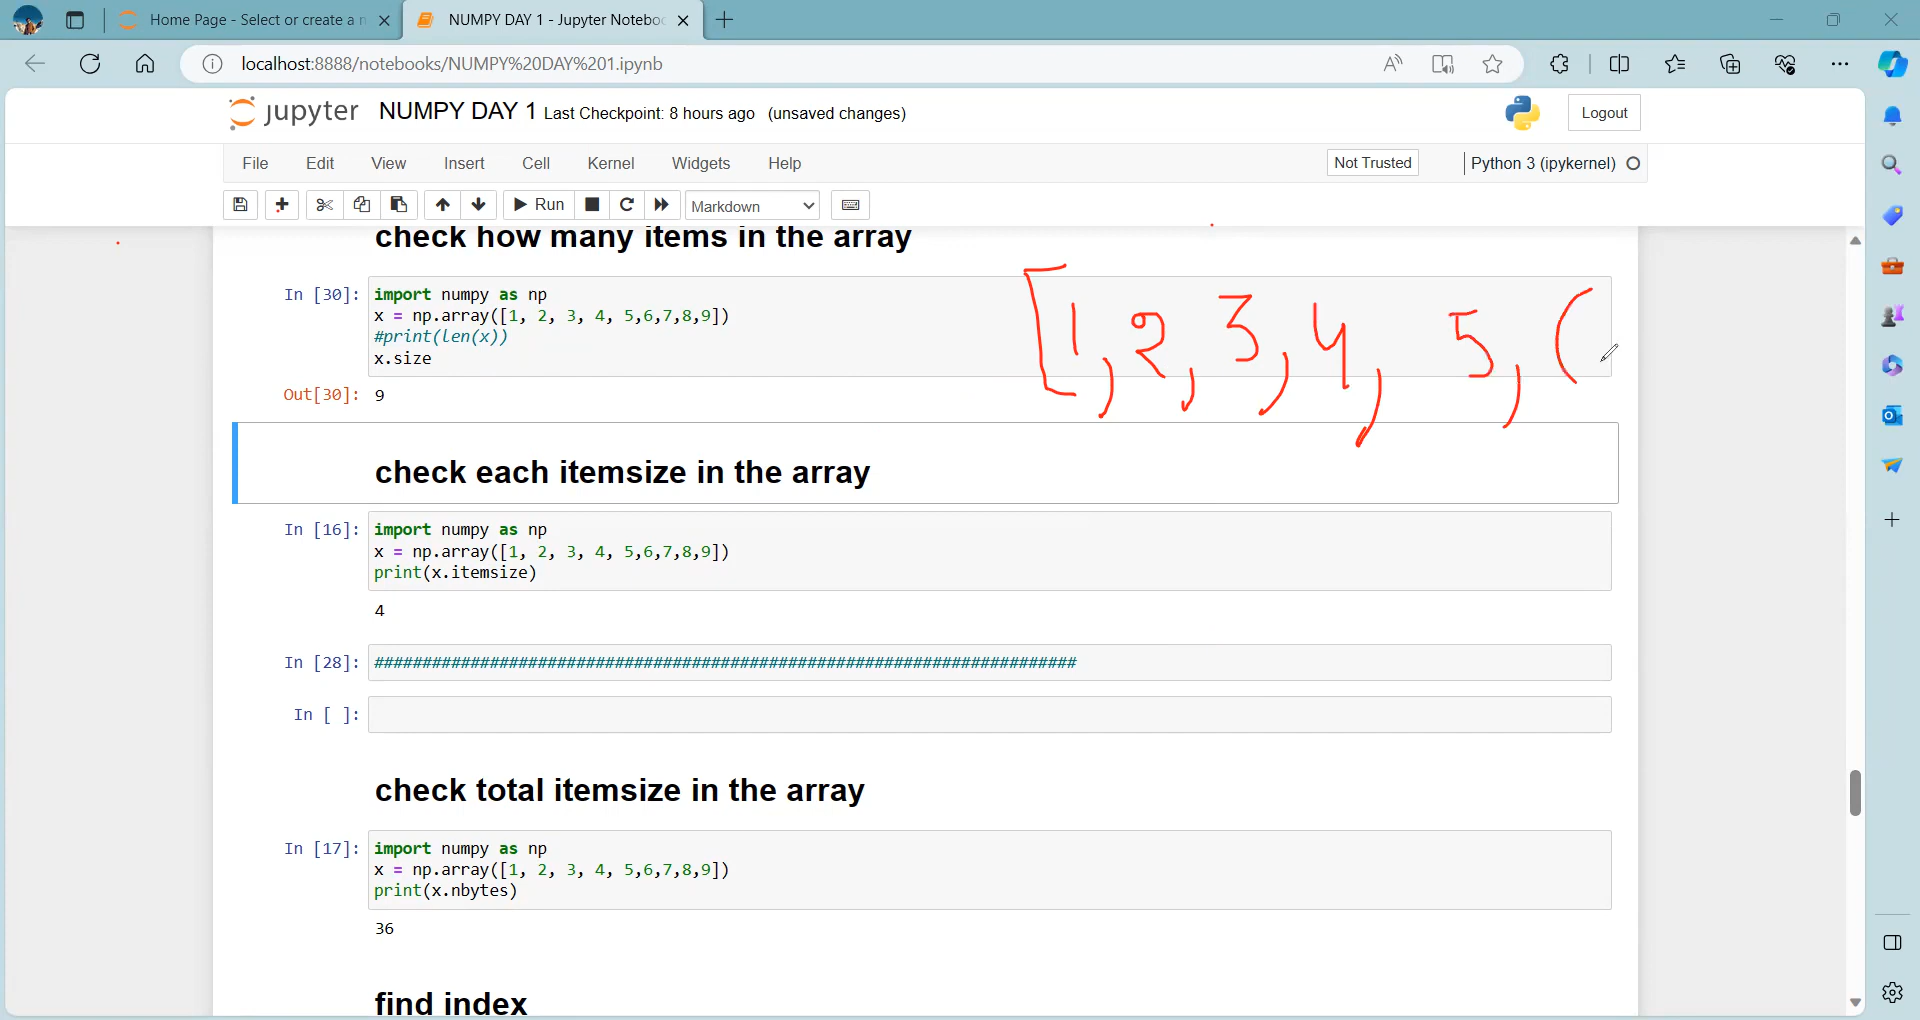 Home Page - Select or create a n
NUMPY DAY 1 - Jupyter Notebo
localhost:8888/notebooks/NUMPY%20DAY%201.ipynb
jupyter NUMPY DAY 1 Last Checkpoint: 8 hours ago (unsaved changes)
Logout
File Edit View Insert Cell Kernel Widgets Help
Not Trusted
Python 3 (ipykernel)
Run
Markdown
check how many items in the array
In [30]: import numpy as np
x = np.array([1, 2, 3, 4, 5,6,7,8,9])
#print(len(x))
x.size
[1, 2, 3, 4, 5, (
Out[30]: 9
check each itemsize in the array
In [16]: import numpy as np
x = np.array([1, 2, 3, 4, 5,6,7,8,9])
print(x.itemsize)
4
In [28]: #########################################################################
In [ ]:
check total itemsize in the array
In [17]: import numpy as np
x = np.array([1, 2, 3, 4, 5,6,7,8,9])
print(x.nbytes)
36
find index